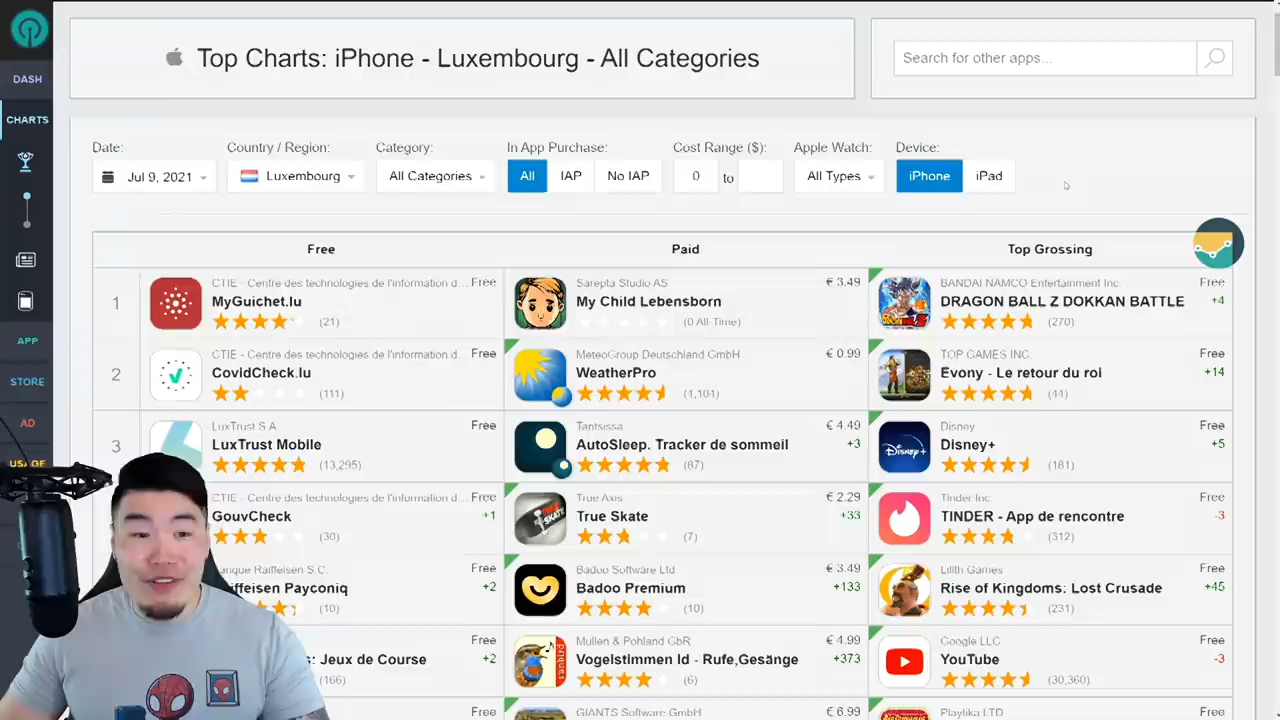 Top Charts: iPhone - Luxembourg - All Categories
Search for other apps...
DASH
CHARTS
APP
STORE
AD
USAGE
Date:
Country / Region:
Category:
In App Purchase:
Cost Range ($):
Apple Watch:
Device:
Jul 9, 2021
Luxembourg
All Categories
All
IAP
No IAP
0
to
All Types
iPhone
iPad
Free
Paid
Top Grossing
1
CTIE - Centre des technologies de l'information d...
Free
MyGuichet.lu
(21)
Sarepta Studio AS
€ 3.49
My Child Lebensborn
(0 All-Time)
BANDAI NAMCO Entertainment Inc.
Free
DRAGON BALL Z DOKKAN BATTLE
+4
(270)
2
CTIE - Centre des technologies de l'information d...
Free
CovidCheck.lu
(111)
MeteoGroup Deutschland GmbH
€ 0.99
WeatherPro
(1,104)
TOP GAMES INC.
Free
Evony - Le retour du roi
+14
(44)
3
LuxTrust S.A
Free
LuxTrust Mobile
(13,295)
Tantsissa
€ 4.49
AutoSleep. Tracker de sommeil
+3
(87)
Disney
Free
Disney+
+5
(181)
Disney+
CTIE - Centre des technologies de l'information d...
Free
GouvCheck
+1
(30)
True Axis
€ 2.29
True Skate
+33
(7)
Tinder Inc.
Free
TINDER - App de rencontre
-3
(312)
anque Raiffeisen S.C.
Free
iffeisen Payconiq
+2
(10)
Badoo Software Ltd
€ 3.49
Badoo Premium
+133
(10)
Lilith Games
Free
Rise of Kingdoms: Lost Crusade
+45
(231)
Free
s: Jeux de Course
+2
(166)
Mullen & Pohland GbR
€ 4.99
Vogelstimmen Id - Rufe,Gesänge
+373
(6)
Google LLC
Free
YouTube
-3
(30,360)
Free
GIANTS Software GmbH
€ 6.99
Playtika LTD
Free